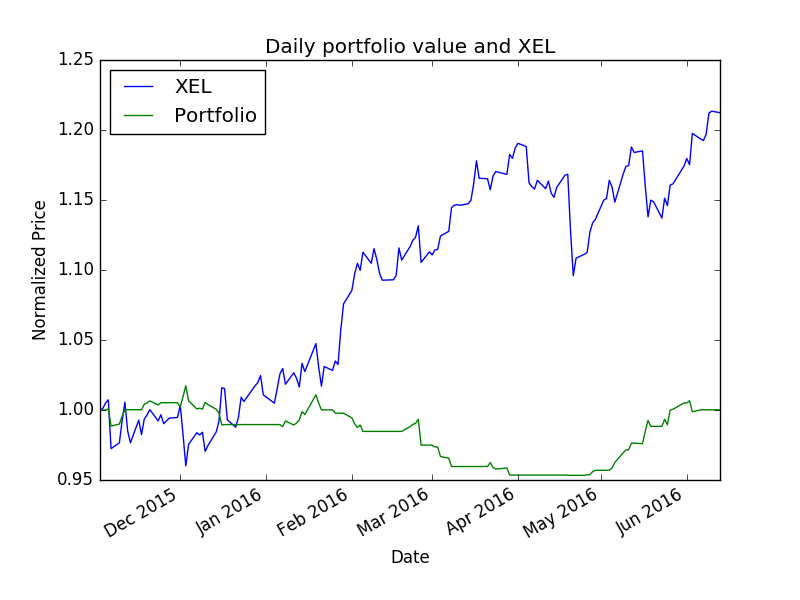 Daily portfolio value and XEL
XEL
Portfolio
1.25
1.20
1.15
1.10
1.05
1.00
0.95
Normalized Price
Dec 2015
Jan 2016
Feb 2016
Mar 2016
Apr 2016
May 2016
Jun 2016
Date